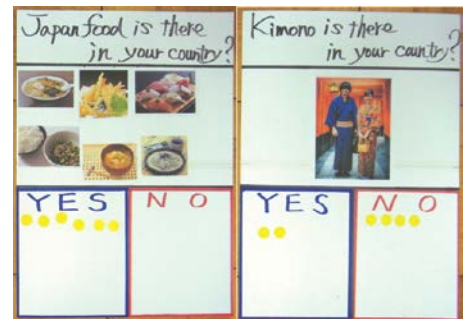 Japan food is there
in your country?
YES
NO
Kimono is there
in your country?
YES
NO